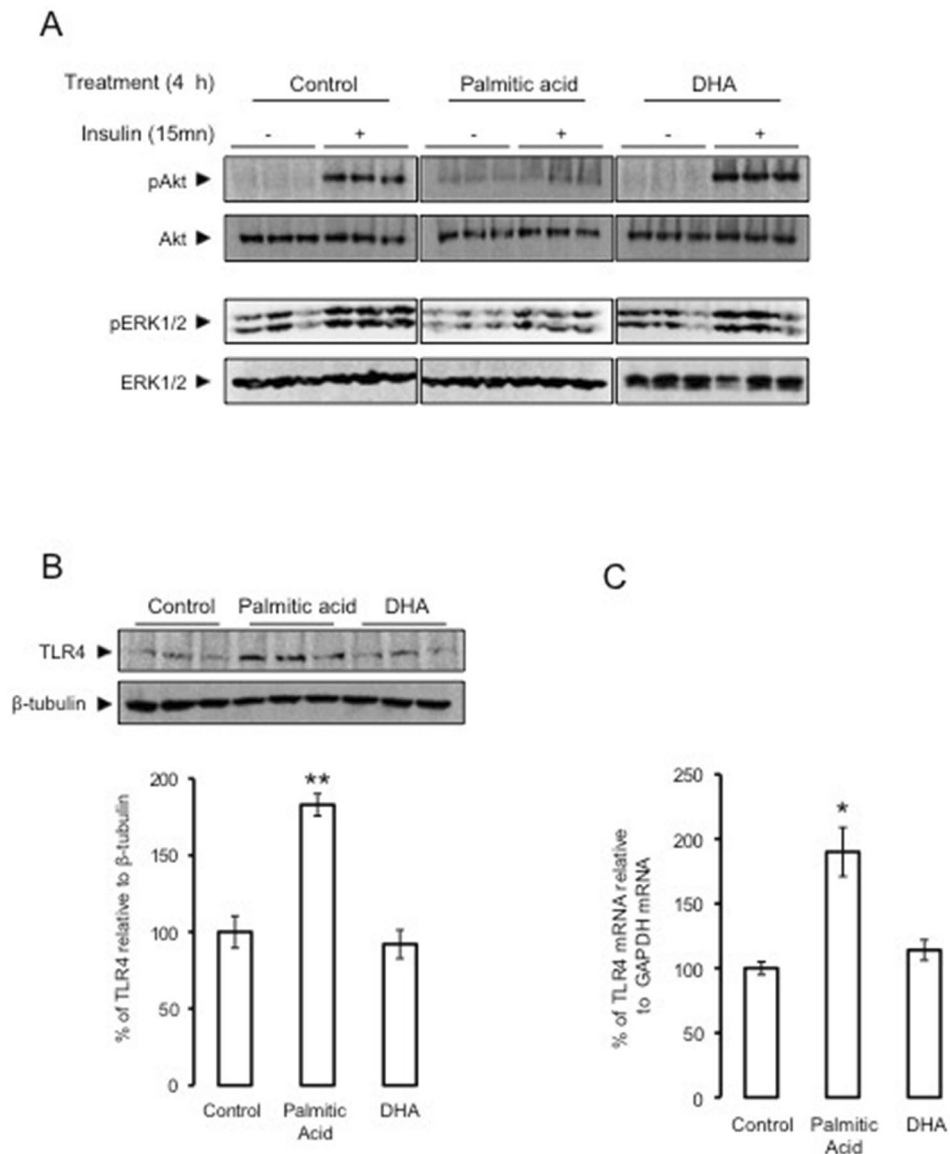 A
Treatment (4 h) Control Palmitic acid DHA
Insulin (15mn) - + - + - +
pAkt
Akt
pERK1/2
ERK1/2
B
Control Palmitic acid DHA
TLR4
β-tubulin
% of TLR4 relative to β-tubulin
200
150
100
50
0
**
Control Palmitic Acid DHA
C
% of TLR4 mRNA relative
to GAPDH mRNA
250
200
150
100
50
0
*
Control Palmitic Acid DHA